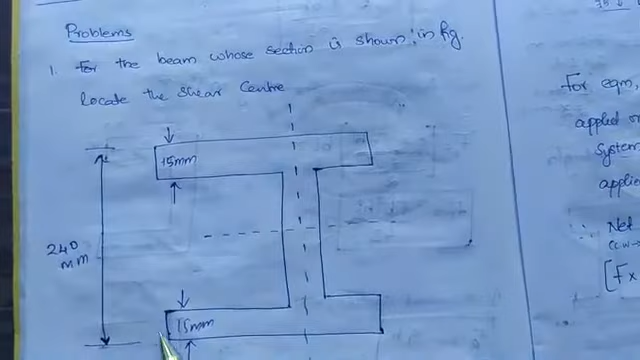 Problems
1. For the beam whose section is shown in fig.
locate the shear centre
15mm
240
mm
15mm
For eqm,
applied
System
applie
Net
[Fx